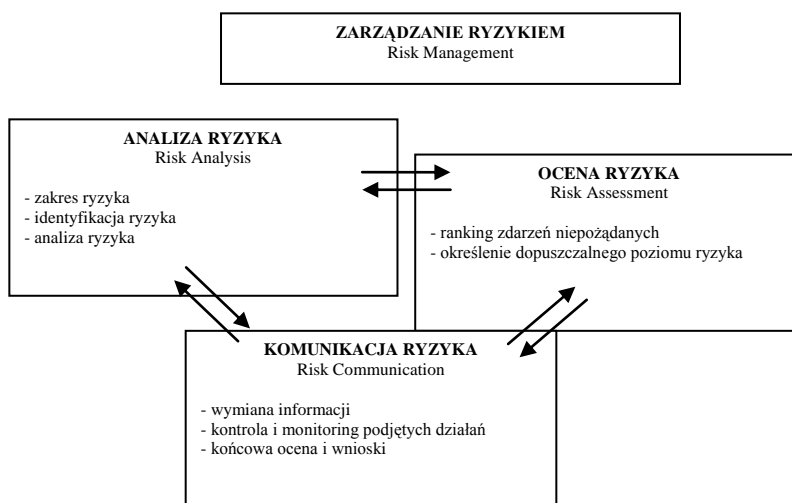 ZARZĄDZANIE RYZYKIEM
Risk Management
ANALIZA RYZYKA
Risk Analysis
- zakres ryzyka
- identyfikacja ryzyka
- analiza ryzyka
OCENA RYZYKA
Risk Assessment
- ranking zdarzeń niepożądanych
- określenie dopuszczalnego poziomu ryzyka
KOMUNIKACJA RYZYKA
Risk Communication
- wymiana informacji
- kontrola i monitoring podjętych działań
- końcowa ocena i wnioski